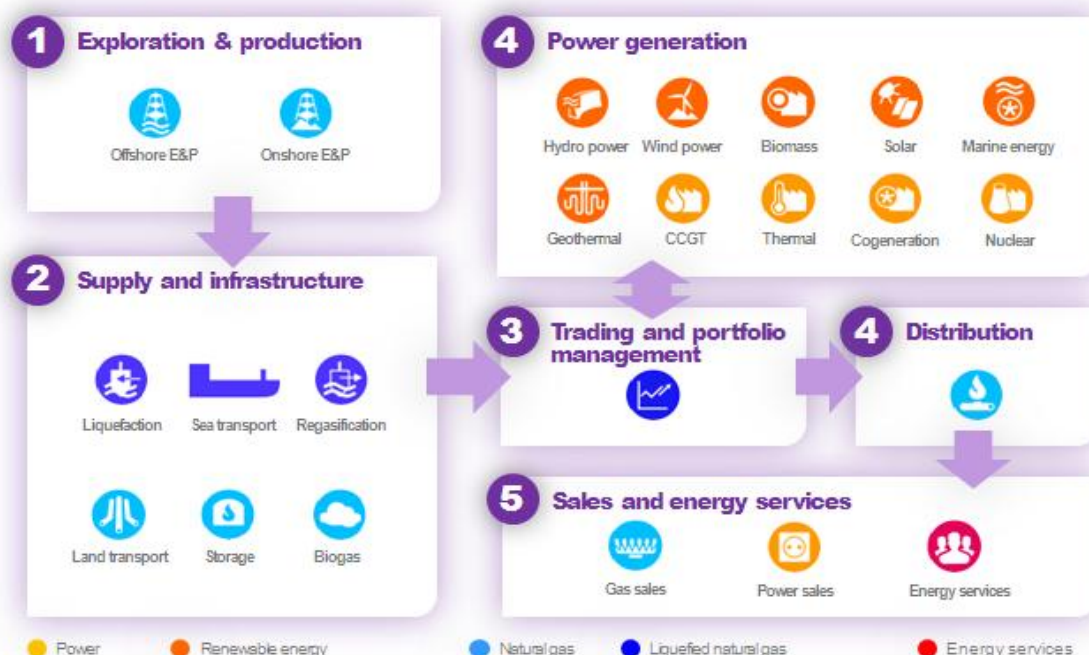 1 Exploration & production
Offshore E&P Onshore E&P
2 Supply and infrastructure
Liquefaction Sea transport Regasification
Land transport Storage Biogas
4 Power generation
Hydro power Wind power Biomass Solar Marine energy
Geothermal CCGT Thermal Cogeneration Nuclear
3 Trading and portfolio
management
4 Distribution
5 Sales and energy services
Gas sales Power sales Energy services
Power Renewable energy Natural gas Liquefied natural gas Energy services